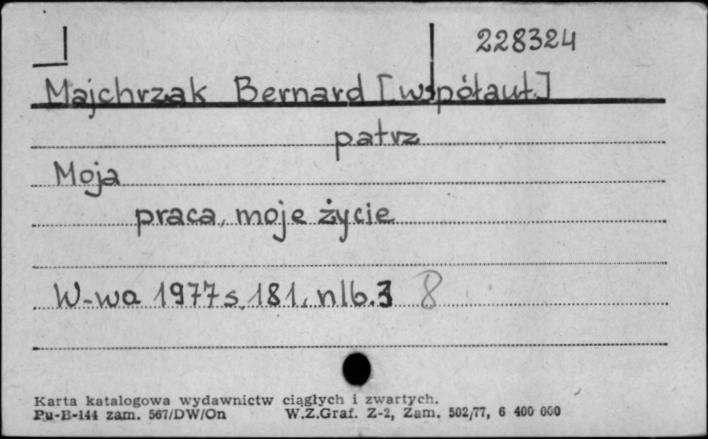 228324
Majchrzak Bernard [współaut]
patrz
Moja
praca, moje życie
W-wa 1977 s. 181, nlb. 3 8
Karta katalogowa wydawnictw ciągłych i zwartych.
Pu-B-144 zam. 567/DW/On W.Z.Graf. Z-2, Zam. 502/77, 6 400 000